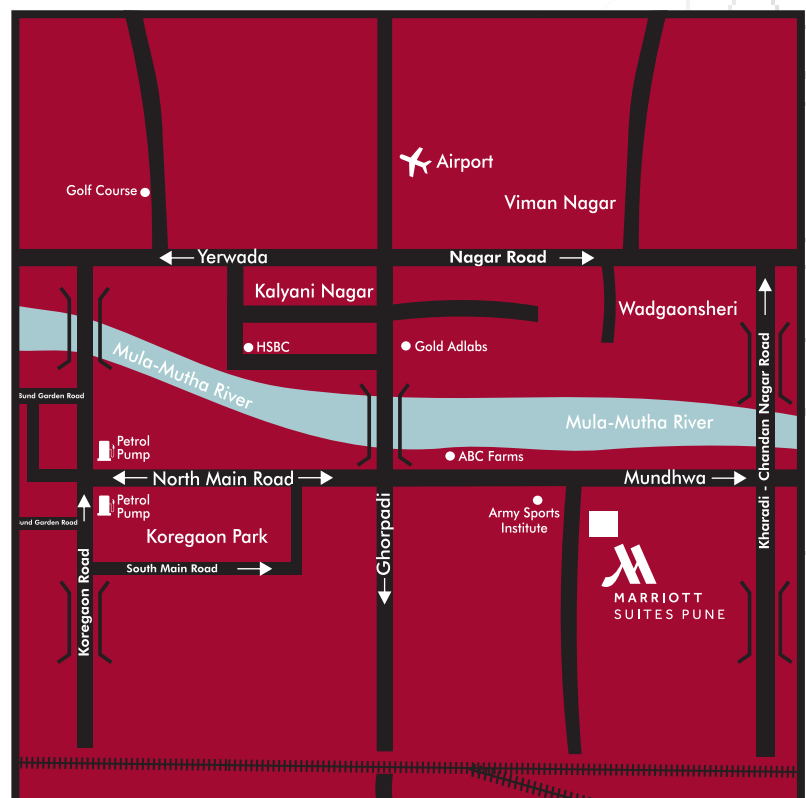 Airport
Golf Course
Viman Nagar
Yerwada
Nagar Road
Kalyani Nagar
Wadgaonsheri
HSBC
Gold Adlabs
Mula-Mutha River
Kharadi - Chandan Nagar Road
Bund Garden Road
Mula-Mutha River
Petrol
Pump
ABC Farms
North Main Road
Mundhwa
Petrol
Pump
Army Sports
Institute
Bund Garden Road
Koregaon Park
Ghorpadi
South Main Road
Koregaon Road
MARRIOTT
SUITES PUNE